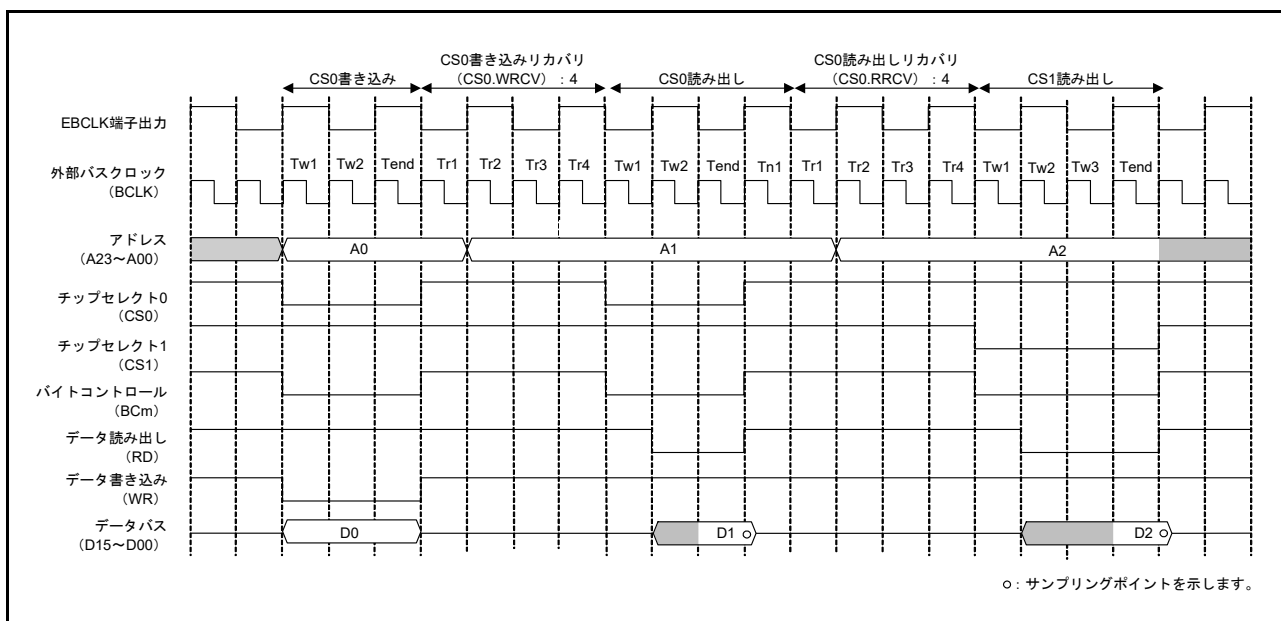 CS0書き込み
CS0書き込みリカバリ
(CS0.WRCV) : 4
CS0読み出し
CS0読み出しリカバリ
(CS0.RRCV) : 4
CS1読み出し
EBCLK端子出力
Tw1 Tw2 Tend Tr1 Tr2 Tr3 Tr4 Tw1 Tw2 Tend Tn1 Tr1 Tr2 Tr3 Tr4 Tw1 Tw2 Tw3 Tend
外部バスクロック
(BCLK)
アドレス
(A23~A00)
A0 A1 A2
チップセレクト0
(CS0)
チップセレクト1
(CS1)
バイトコントロール
(BCm)
データ読み出し
(RD)
データ書き込み
(WR)
データバス
(D15~D00)
D0 D1 D2
○: サンプリングポイントを示します。